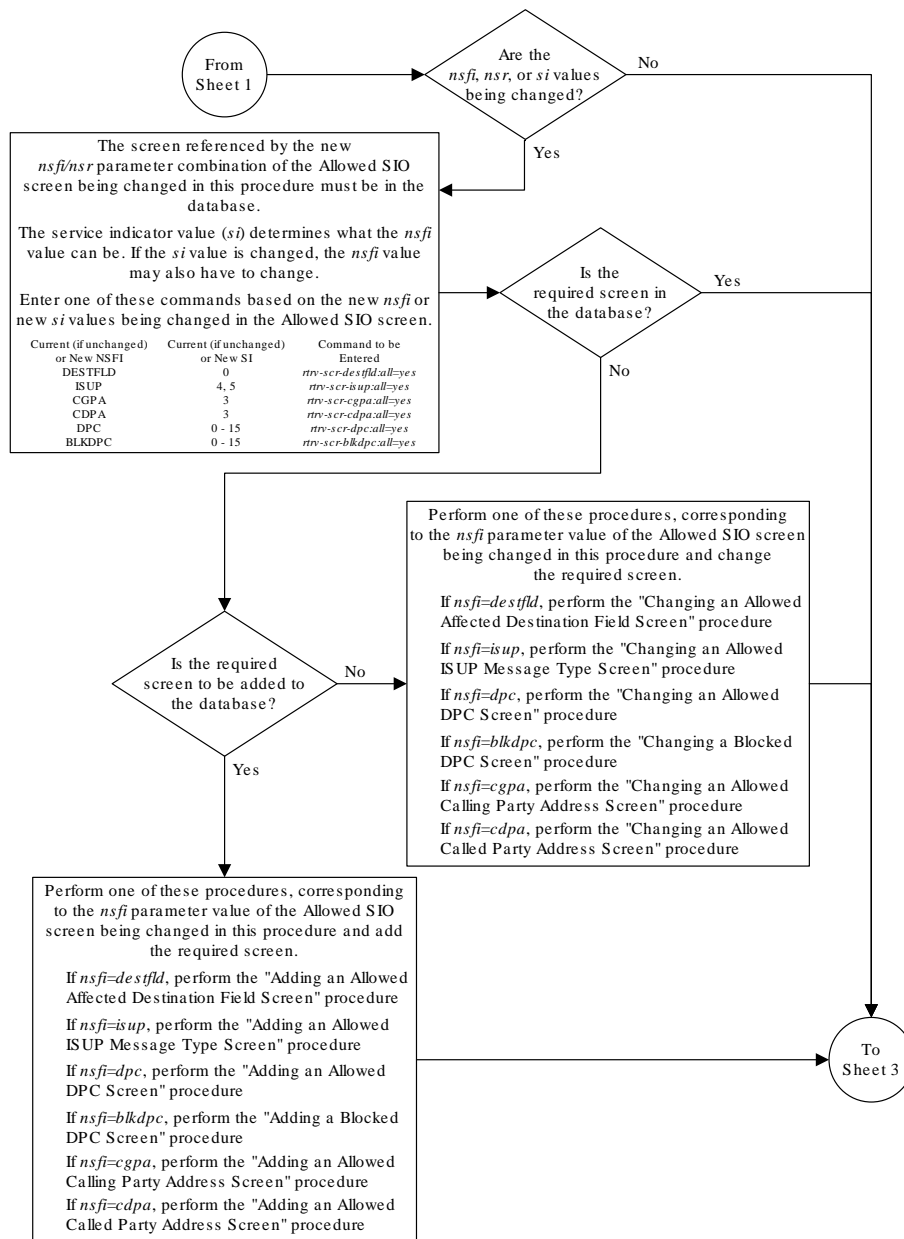 From
Sheet 1
Are the
nsfi, nsr, or si values
being changed?
No
Yes
The screen referenced by the new
nsfi/nsr parameter combination of the Allowed SIO
screen being changed in this procedure must be in the
database.
The service indicator value (si) determines what the nsfi
value can be. If the si value is changed, the nsfi value
may also have to change.
Enter one of these commands based on the new nsfi or
new si values being changed in the Allowed SIO screen.
Current (if unchanged) Current (if unchanged) Command to be
or New NSFI or New SI Entered
DESTFLD 0 rtrv-scr-destfld:all=yes
ISUP 4, 5 rtrv-scr-isup:all=yes
CGPA 3 rtrv-scr-cgpa:all=yes
CDPA 3 rtrv-scr-cdpa:all=yes
DPC 0 - 15 rtrv-scr-dpc:all=yes
BLKDPC 0 - 15 rtrv-scr-blkdpc:all=yes
Is the
required screen in
the database?
Yes
No
Is the required
screen to be added to
the database?
No
Yes
Perform one of these procedures, corresponding
to the nsfi parameter value of the Allowed SIO screen
being changed in this procedure and change
the required screen.
If nsfi=destfld, perform the "Changing an Allowed
Affected Destination Field Screen" procedure
If nsfi=isup, perform the "Changing an Allowed
ISUP Message Type Screen" procedure
If nsfi=dpc, perform the "Changing an Allowed
DPC Screen" procedure
If nsfi=blkdpc, perform the "Changing a Blocked
DPC Screen" procedure
If nsfi=cgpa, perform the "Changing an Allowed
Calling Party Address Screen" procedure
If nsfi=cdpa, perform the "Changing an Allowed
Called Party Address Screen" procedure
Perform one of these procedures, corresponding
to the nsfi parameter value of the Allowed SIO
screen being changed in this procedure and add
the required screen.
If nsfi=destfld, perform the "Adding an Allowed
Affected Destination Field Screen" procedure
If nsfi=isup, perform the "Adding an Allowed
ISUP Message Type Screen" procedure
If nsfi=dpc, perform the "Adding an Allowed
DPC Screen" procedure
If nsfi=blkdpc, perform the "Adding a Blocked
DPC Screen" procedure
If nsfi=cgpa, perform the "Adding an Allowed
Calling Party Address Screen" procedure
If nsfi=cdpa, perform the "Adding an Allowed
Called Party Address Screen" procedure
To
Sheet 3